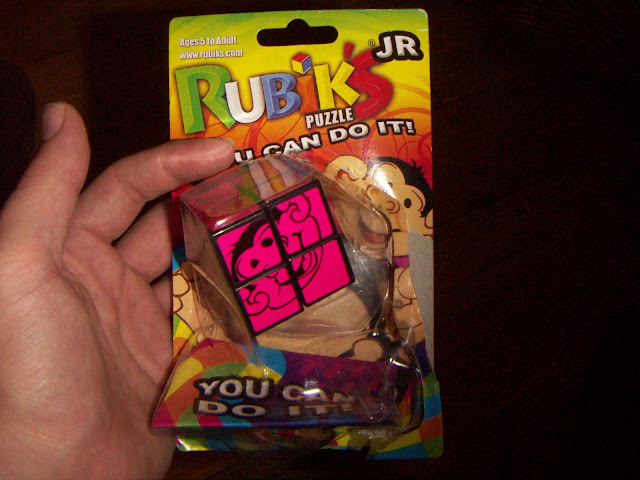 Ages 5 to Adult
www.rubiks.com
RUBIK'S® JR
PUZZLE
YOU CAN DO IT!
YOU CAN
DO IT!